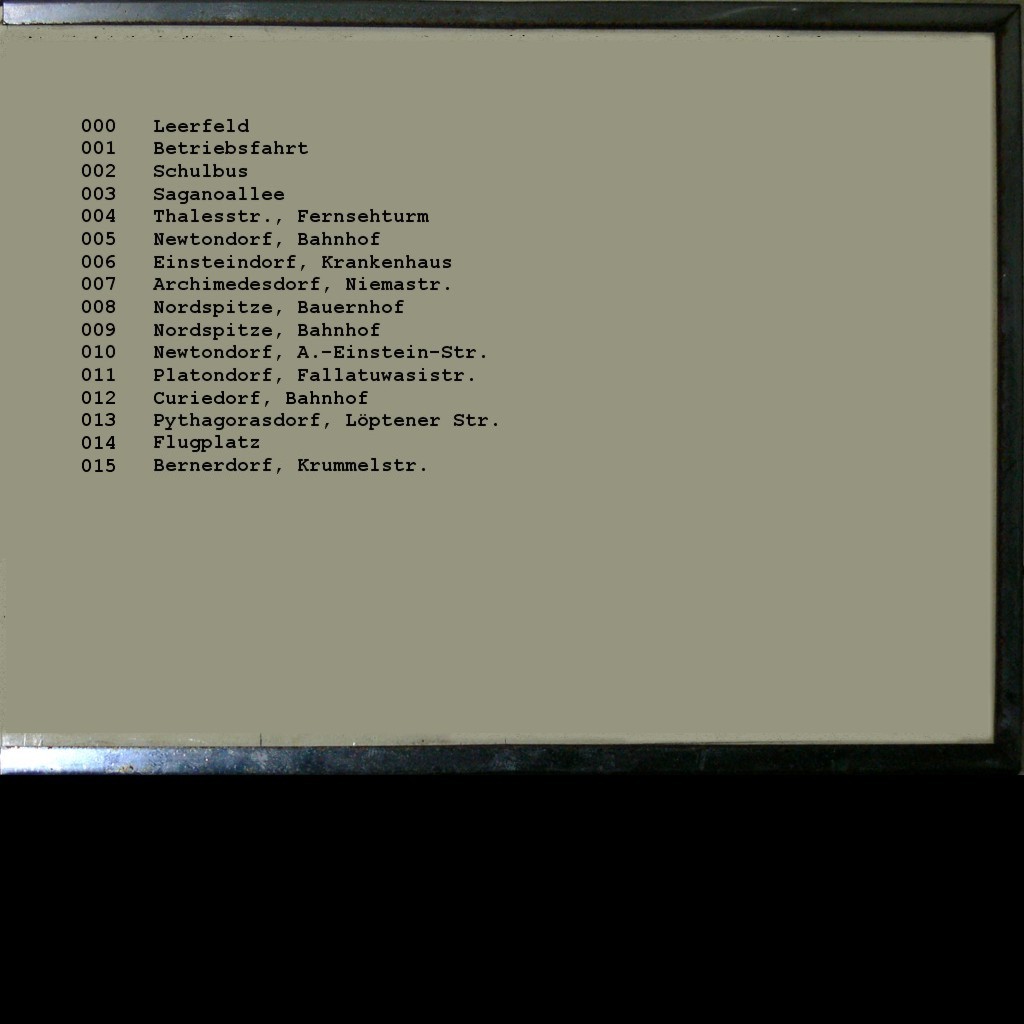 000 Leerfeld
001 Betriebsfahrt
002 Schulbus
003 Saganoallee
004 Thalesstr., Fernsehturm
005 Newtondorf, Bahnhof
006 Einsteindorf, Krankenhaus
007 Archimedesdorf, Niemastr.
008 Nordspitze, Bauernhof
009 Nordspitze, Bahnhof
010 Newtondorf, A.-Einstein-Str.
011 Platondorf, Fallatuwasistr.
012 Curiedorf, Bahnhof
013 Pythagorasdorf, Löptener Str.
014 Flugplatz
015 Bernerdorf, Krummelstr.